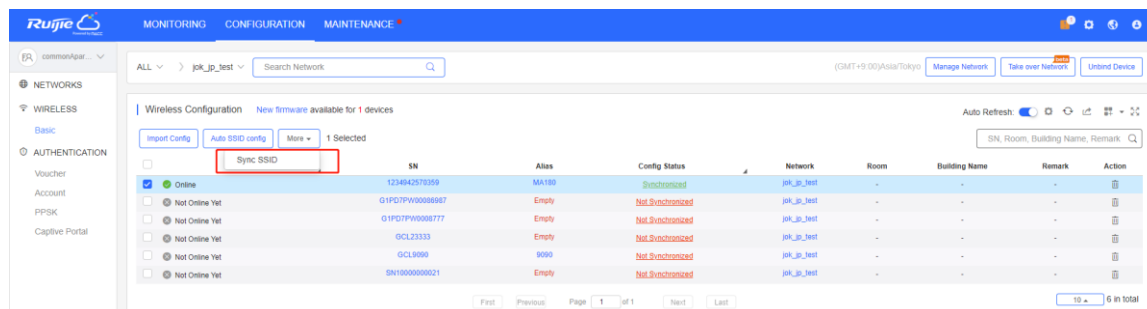 Ruijie MONITORING CONFIGURATION MAINTENANCE
commonApar... ALL > jok_jp_test Search Network (GMT+9:00)Asia/Tokyo Manage Network Take over Network beta Unbind Device
NETWORKS
WIRELESS
Basic
AUTHENTICATION
Voucher
Account
PPSK
Captive Portal
Wireless Configuration New firmware available for 1 devices Auto Refresh:
Import Config Auto SSID config More 1 Selected SN, Room, Building Name, Remark
Sync SSID
SN Alias Config Status Network Room Building Name Remark Action
Online 1234942570359 MA180 Synchronized jok_jp_test - - -
Not Online Yet G1PD7PW00086987 Empty Not Synchronized jok_jp_test - - -
Not Online Yet G1PD7PW0008777 Empty Not Synchronized jok_jp_test - - -
Not Online Yet GCL23333 Empty Not Synchronized jok_jp_test - - -
Not Online Yet GCL9090 9090 Not Synchronized jok_jp_test - - -
Not Online Yet SN10000000021 Empty Not Synchronized jok_jp_test - - -
First Previous Page 1 of 1 Next Last 10 6 in total